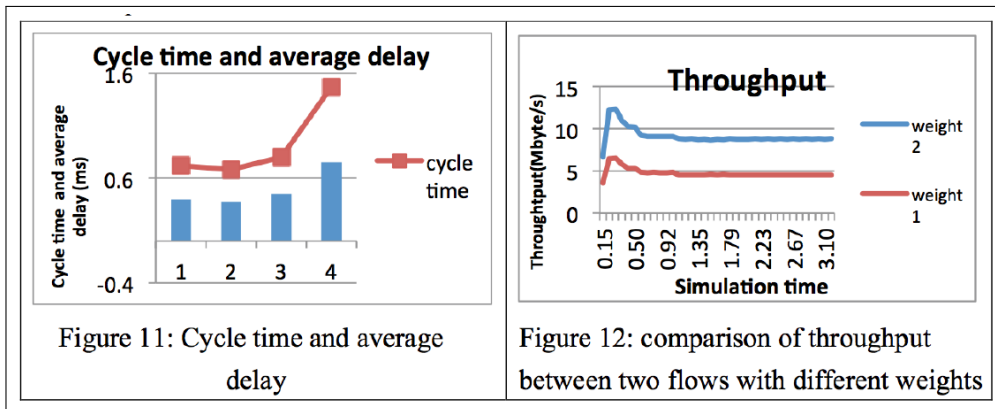 Cycle time and average delay
Cycle time and average
delay (ms)
1.6
0.6
-0.4
1
2
3
4
cycle
time
Figure 11: Cycle time and average
delay
Throughput
Throughtput(Mbyte/s)
15
10
5
0
0.15
0.50
0.92
1.35
1.79
2.23
2.67
3.10
Simulation time
weight
2
weight
1
Figure 12: comparison of throughput
between two flows with different weights